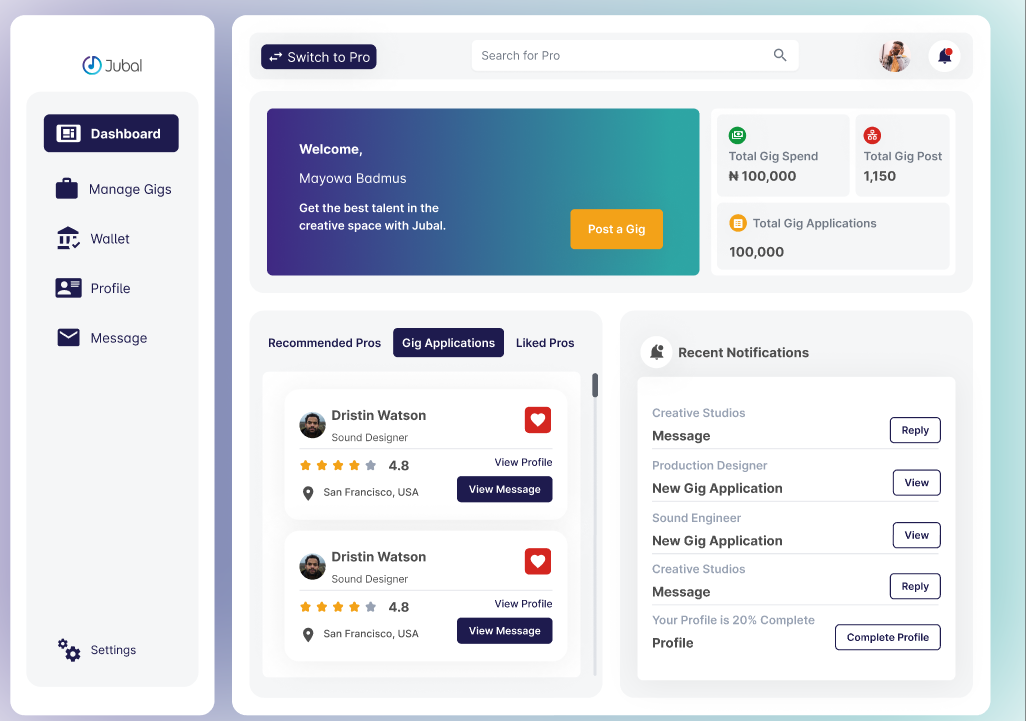 Jubal
Dashboard
Manage Gigs
Wallet
Profile
Message
Settings
Switch to Pro
Search for Pro
Welcome,
Mayowa Badmus
Get the best talent in the
creative space with Jubal.
Post a Gig
Total Gig Spend
₦ 100,000
Total Gig Post
1,150
Total Gig Applications
100,000
Recommended Pros
Gig Applications
Liked Pros
Dristin Watson
Sound Designer
4.8
View Profile
San Francisco, USA
View Message
Dristin Watson
Sound Designer
4.8
View Profile
San Francisco, USA
View Message
Recent Notifications
Creative Studios
Message
Reply
Production Designer
New Gig Application
View
Sound Engineer
New Gig Application
View
Creative Studios
Message
Reply
Your Profile is 20% Complete
Profile
Complete Profile